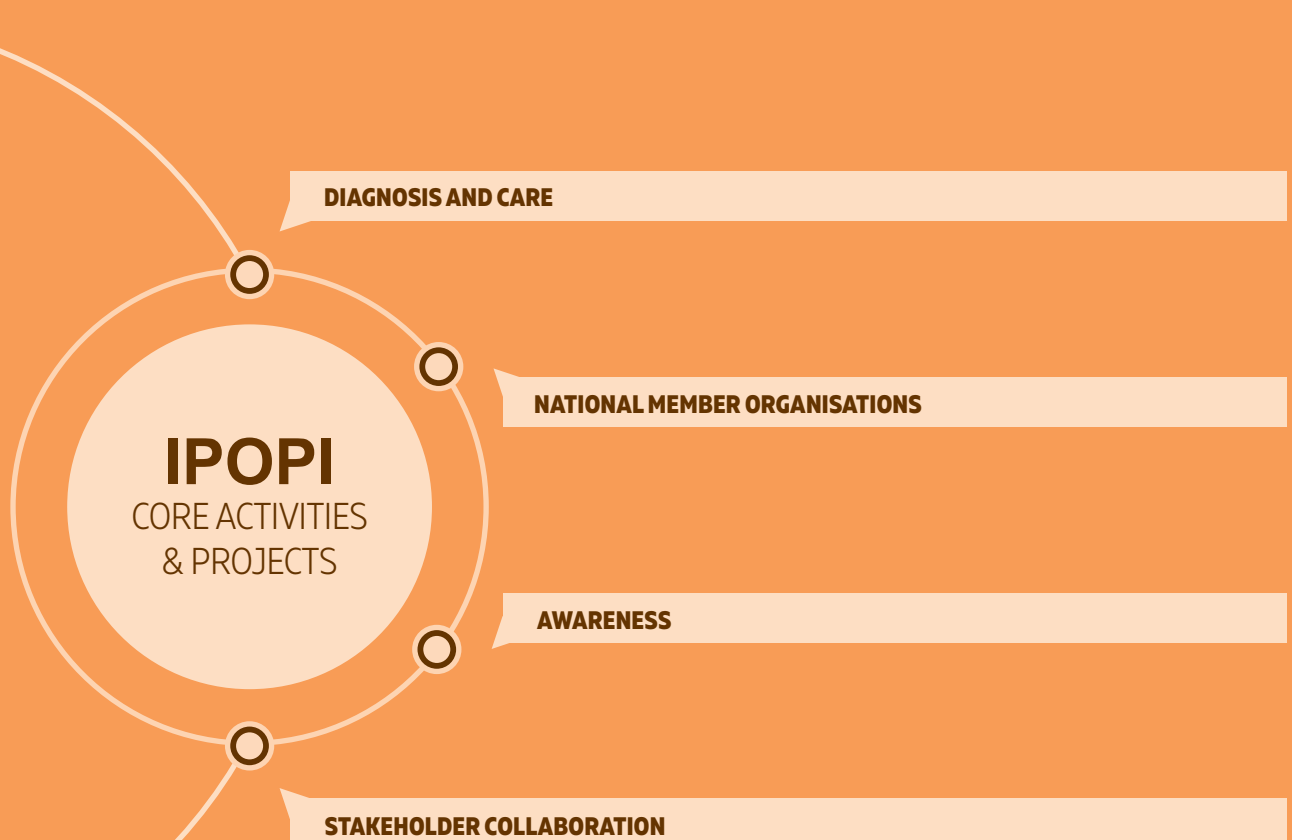 DIAGNOSIS AND CARE
NATIONAL MEMBER ORGANISATIONS
IPOPI
CORE ACTIVITIES
& PROJECTS
AWARENESS
STAKEHOLDER COLLABORATION